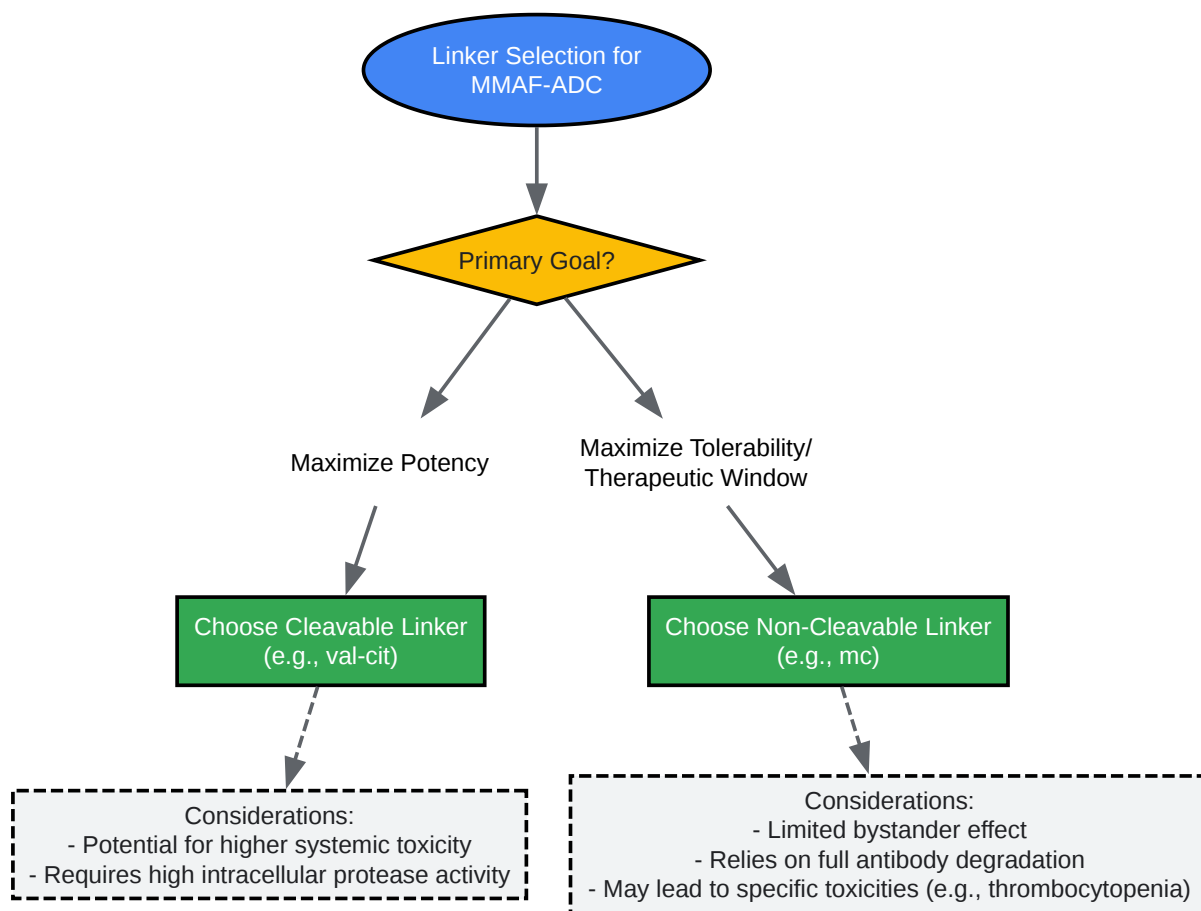 Linker Selection for
MMAF-ADC
Primary Goal?
Maximize Potency
Maximize Tolerability/
Therapeutic Window
Choose Cleavable Linker
(e.g., val-cit)
Choose Non-Cleavable Linker
(e.g., mc)
Considerations:
- Potential for higher systemic toxicity
- Requires high intracellular protease activity
Considerations:
- Limited bystander effect
- Relies on full antibody degradation
- May lead to specific toxicities (e.g., thrombocytopenia)